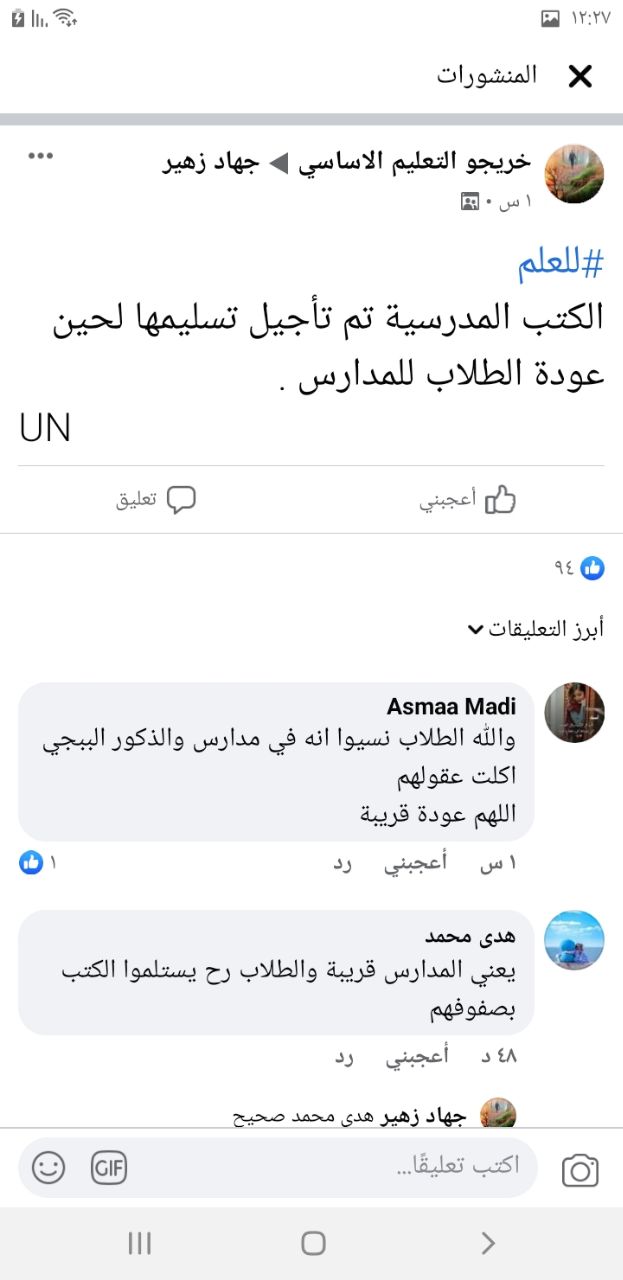 ١٢:٢٧
المنشورات
جهاد زهير ◀ خريجو التعليم الاساسي
١ س ·
#للعلم
الكتب المدرسية تم تأجيل تسليمها لحين
عودة الطلاب للمدارس .
UN
أعجبني تعليق
٩٤
أبرز التعليقات
Asmaa Madi
والله الطلاب نسيوا انه في مدارس والذكور الببجي
اكلت عقولهم
اللهم عودة قريبة
١ س أعجبني رد ١
هدى محمد
يعني المدارس قريبة والطلاب رح يستلموا الكتب
بصفوفهم
٤٨ د أعجبني رد
جهاد زهير هدى محمد صحيح
اكتب تعليقًا...
GIF